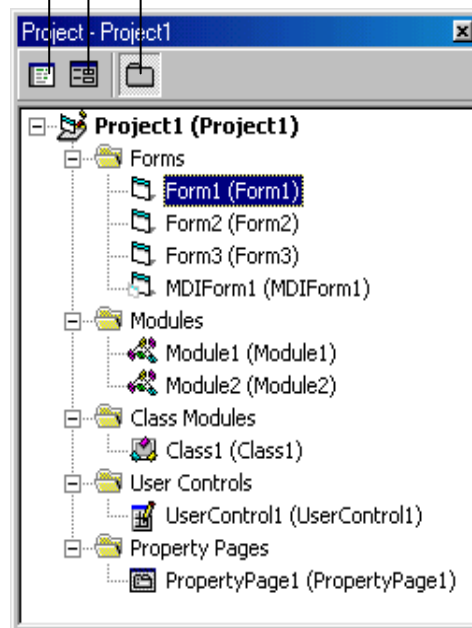 Project - Project1
Project1 (Project1)
Forms
Form1 (Form1)
Form2 (Form2)
Form3 (Form3)
MDIForm1 (MDIForm1)
Modules
Module1 (Module1)
Module2 (Module2)
Class Modules
Class1 (Class1)
User Controls
UserControl1 (UserControl1)
Property Pages
PropertyPage1 (PropertyPage1)